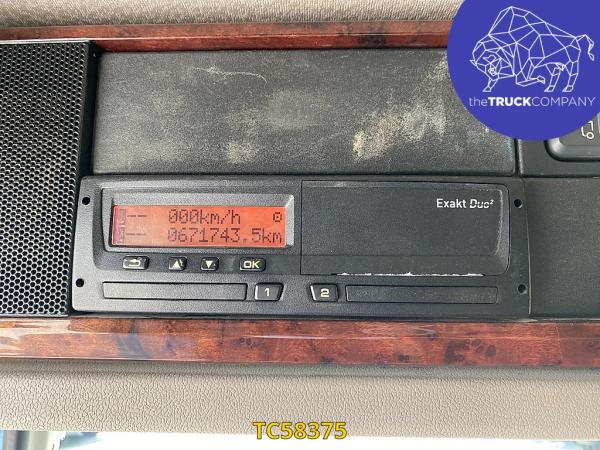 theTRUCKCOMPANY
-- 000km/h
-- 0671743.5km
Exakt Duo²
OK
1
2
TC58375